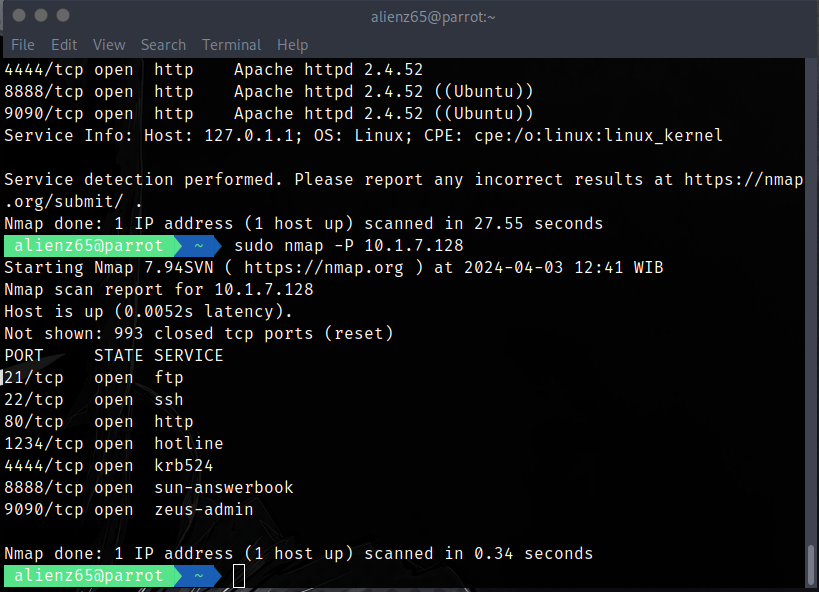 alienz65@parrot:~
File Edit View Search Terminal Help
4444/tcp open  http    Apache httpd 2.4.52
8888/tcp open  http    Apache httpd 2.4.52 ((Ubuntu))
9090/tcp open  http    Apache httpd 2.4.52 ((Ubuntu))
Service Info: Host: 127.0.1.1; OS: Linux; CPE: cpe:/o:linux:linux_kernel
Service detection performed. Please report any incorrect results at https://nmap
.org/submit/ .
Nmap done: 1 IP address (1 host up) scanned in 27.55 seconds
alienz65@parrot ~ sudo nmap -P 10.1.7.128
Starting Nmap 7.94SVN ( https://nmap.org ) at 2024-04-03 12:41 WIB
Nmap scan report for 10.1.7.128
Host is up (0.0052s latency).
Not shown: 993 closed tcp ports (reset)
PORT     STATE SERVICE
21/tcp   open  ftp
22/tcp   open  ssh
80/tcp   open  http
1234/tcp open  hotline
4444/tcp open  krb524
8888/tcp open  sun-answerbook
9090/tcp open  zeus-admin
Nmap done: 1 IP address (1 host up) scanned in 0.34 seconds
alienz65@parrot ~